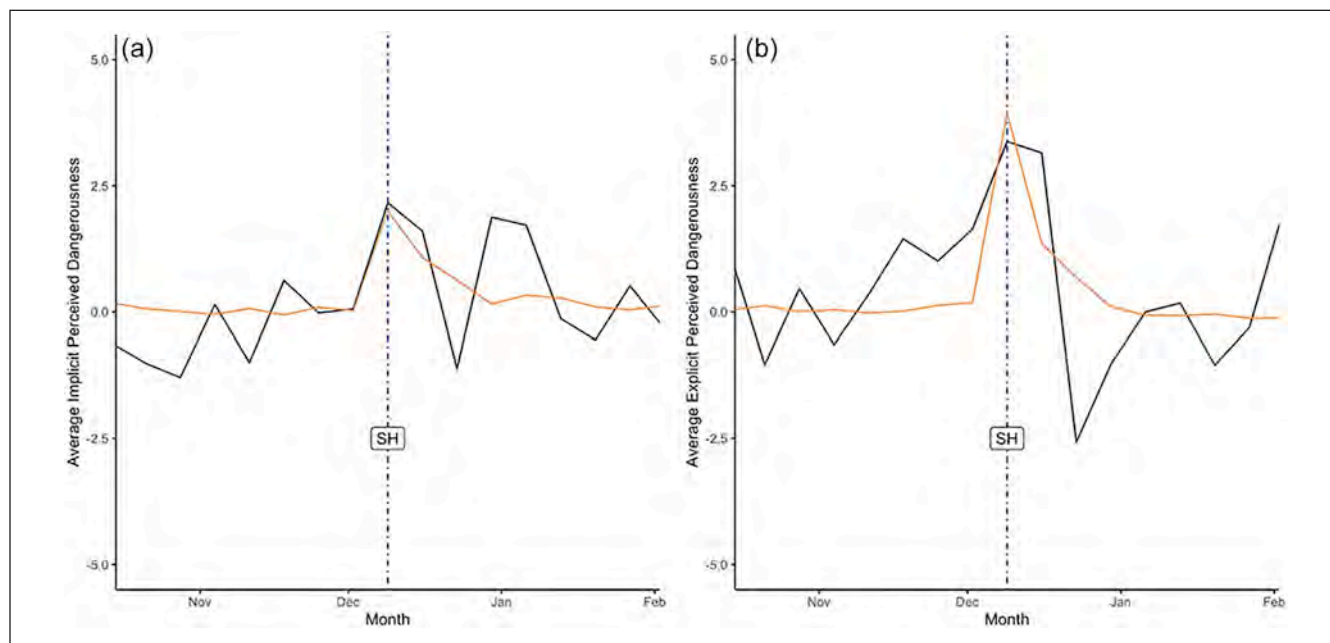 (a)
5.0
2.5
0.0
-2.5
-5.0
Average Implicit Perceived Dangerousness
SH
Nov
Dec
Jan
Feb
Month
(b)
5.0
2.5
0.0
-2.5
-5.0
Average Explicit Perceived Dangerousness
SH
Nov
Dec
Jan
Feb
Month